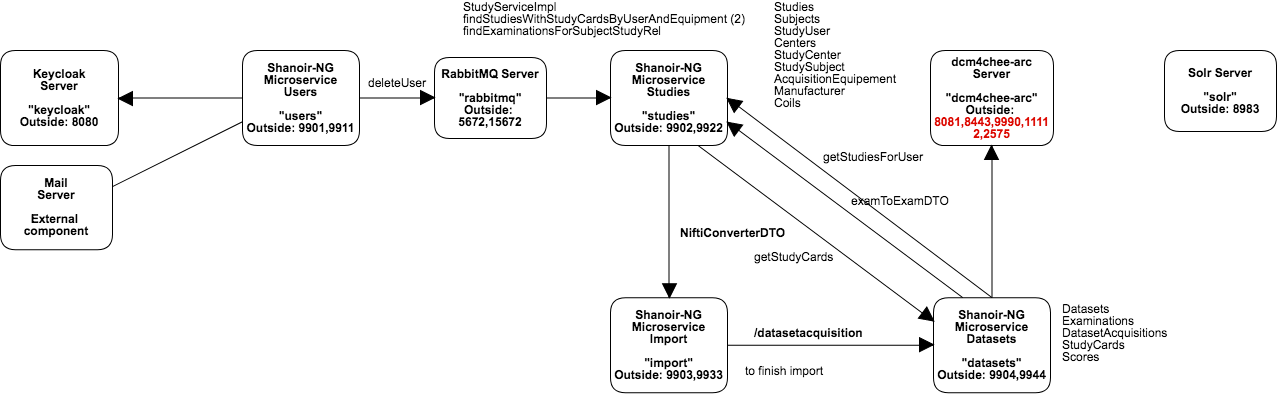 StudyServiceImpl
findStudiesWithStudyCardsByUserAndEquipment (2)
findExaminationsForSubjectStudyRel
Studies
Subjects
StudyUser
Centers
StudyCenter
StudySubject
AcquisitionEquipement
Manufacturer
Coils
Keycloak
Server
"keycloak"
Outside: 8080
Shanoir-NG
Microservice
Users
"users"
Outside: 9901,9911
deleteUser
RabbitMQ Server
"rabbitmq"
Outside:
5672,15672
Shanoir-NG
Microservice
Studies
"studies"
Outside: 9902,9922
dcm4chee-arc
Server
"dcm4chee-arc"
Outside:
8081,8443,9990,1111
2,2575
Solr Server
"solr"
Outside: 8983
Mail
Server
External
component
getStudiesForUser
examToExamDTO
NiftiConverterDTO
getStudyCards
Shanoir-NG
Microservice
Import
"import"
Outside: 9903,9933
/datasetacquisition
to finish import
Shanoir-NG
Microservice
Datasets
"datasets"
Outside: 9904,9944
Datasets
Examinations
DatasetAcquisitions
StudyCards
Scores